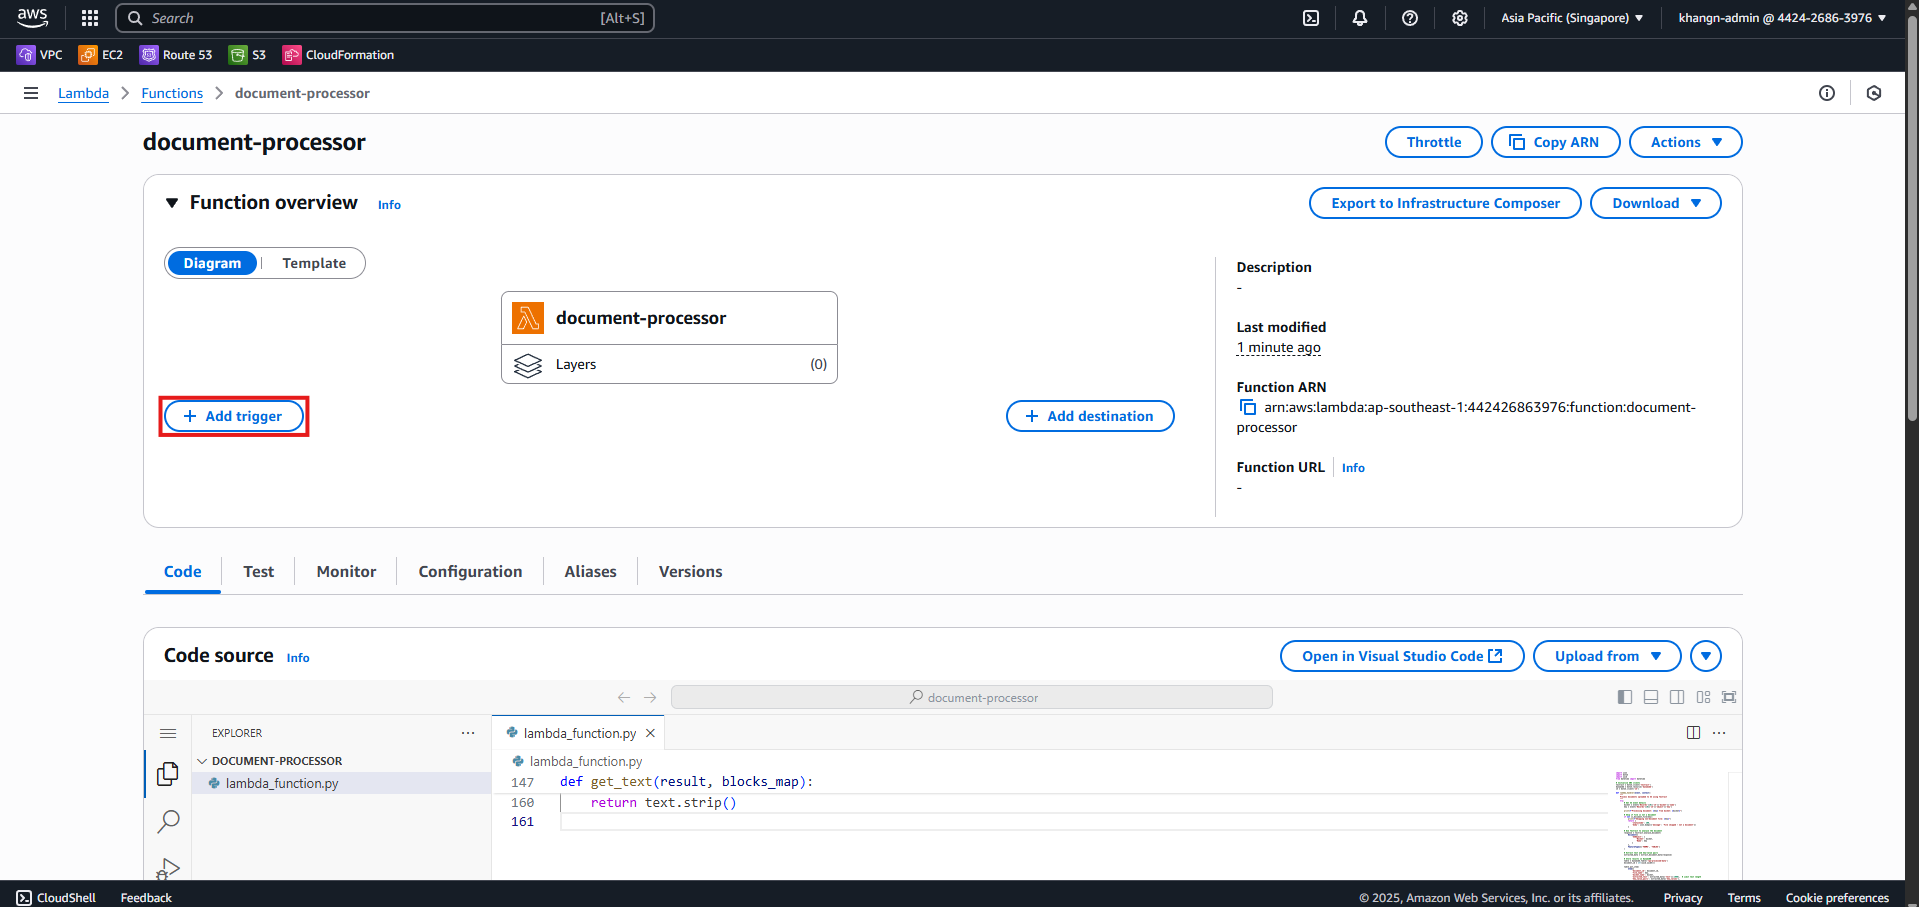 aws
Search [Alt+S]
Asia Pacific (Singapore)
khangn-admin @ 4424-2686-3976
VPC EC2 Route 53 S3 CloudFormation
Lambda Functions document-processor
document-processor
Throttle Copy ARN Actions
Function overview Info
Export to Infrastructure Composer Download
Diagram Template
document-processor
Layers (0)
Add trigger
Add destination
Description
-
Last modified
1 minute ago
Function ARN
arn:aws:lambda:ap-southeast-1:442426863976:function:document-
processor
Function URL Info
-
Code Test Monitor Configuration Aliases Versions
Code source Info
Open in Visual Studio Code Upload from
document-processor
EXPLORER
DOCUMENT-PROCESSOR
lambda_function.py
lambda_function.py
lambda_function.py
147 def get_text(result, blocks_map):
160 return text.strip()
161
CloudShell Feedback
© 2025, Amazon Web Services, Inc. or its affiliates. Privacy Terms Cookie preferences